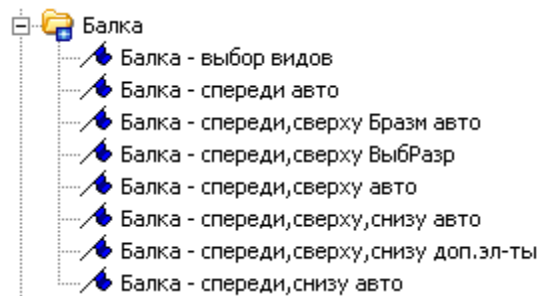 Балка
Балка - выбор видов
Балка - спереди авто
Балка - спереди,сверху Бразм авто
Балка - спереди,сверху ВыбРазр
Балка - спереди,сверху авто
Балка - спереди,сверху,снизу авто
Балка - спереди,сверху,снизу доп.эл-ты
Балка - спереди,снизу авто